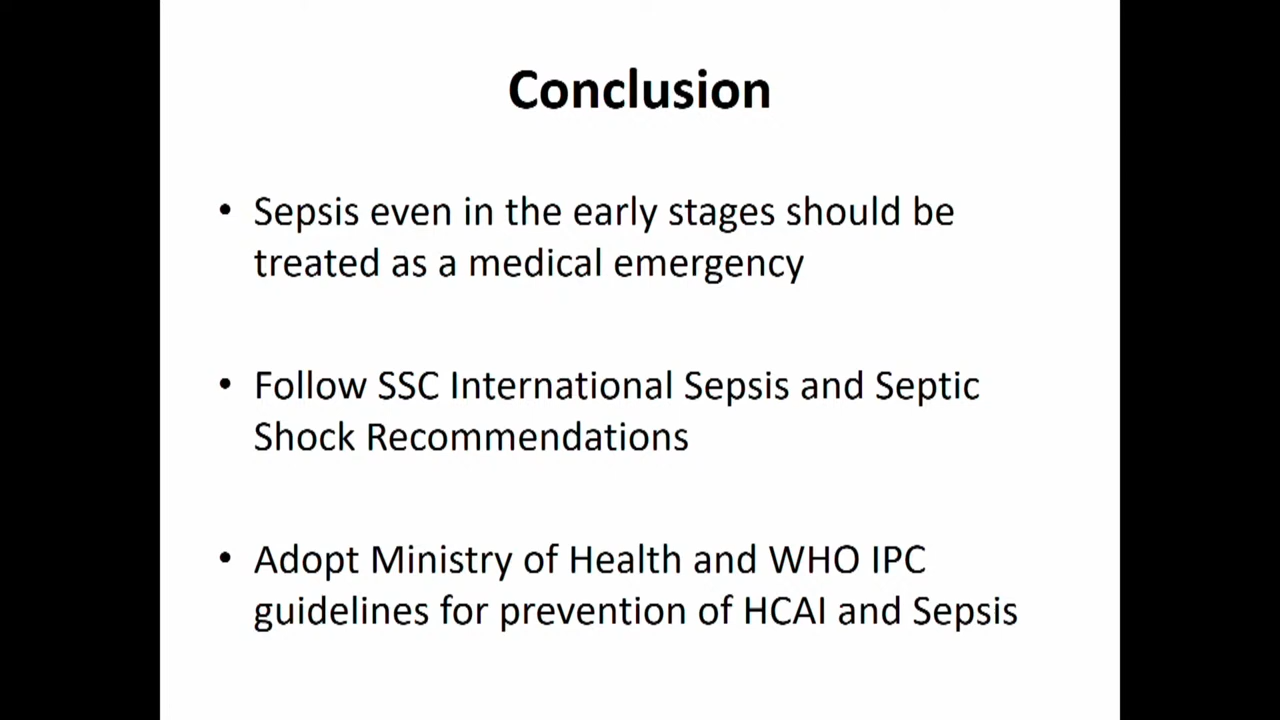 Conclusion
• Sepsis even in the early stages should be
treated as a medical emergency
• Follow SSC International Sepsis and Septic
Shock Recommendations
• Adopt Ministry of Health and WHO IPC
guidelines for prevention of HCAI and Sepsis